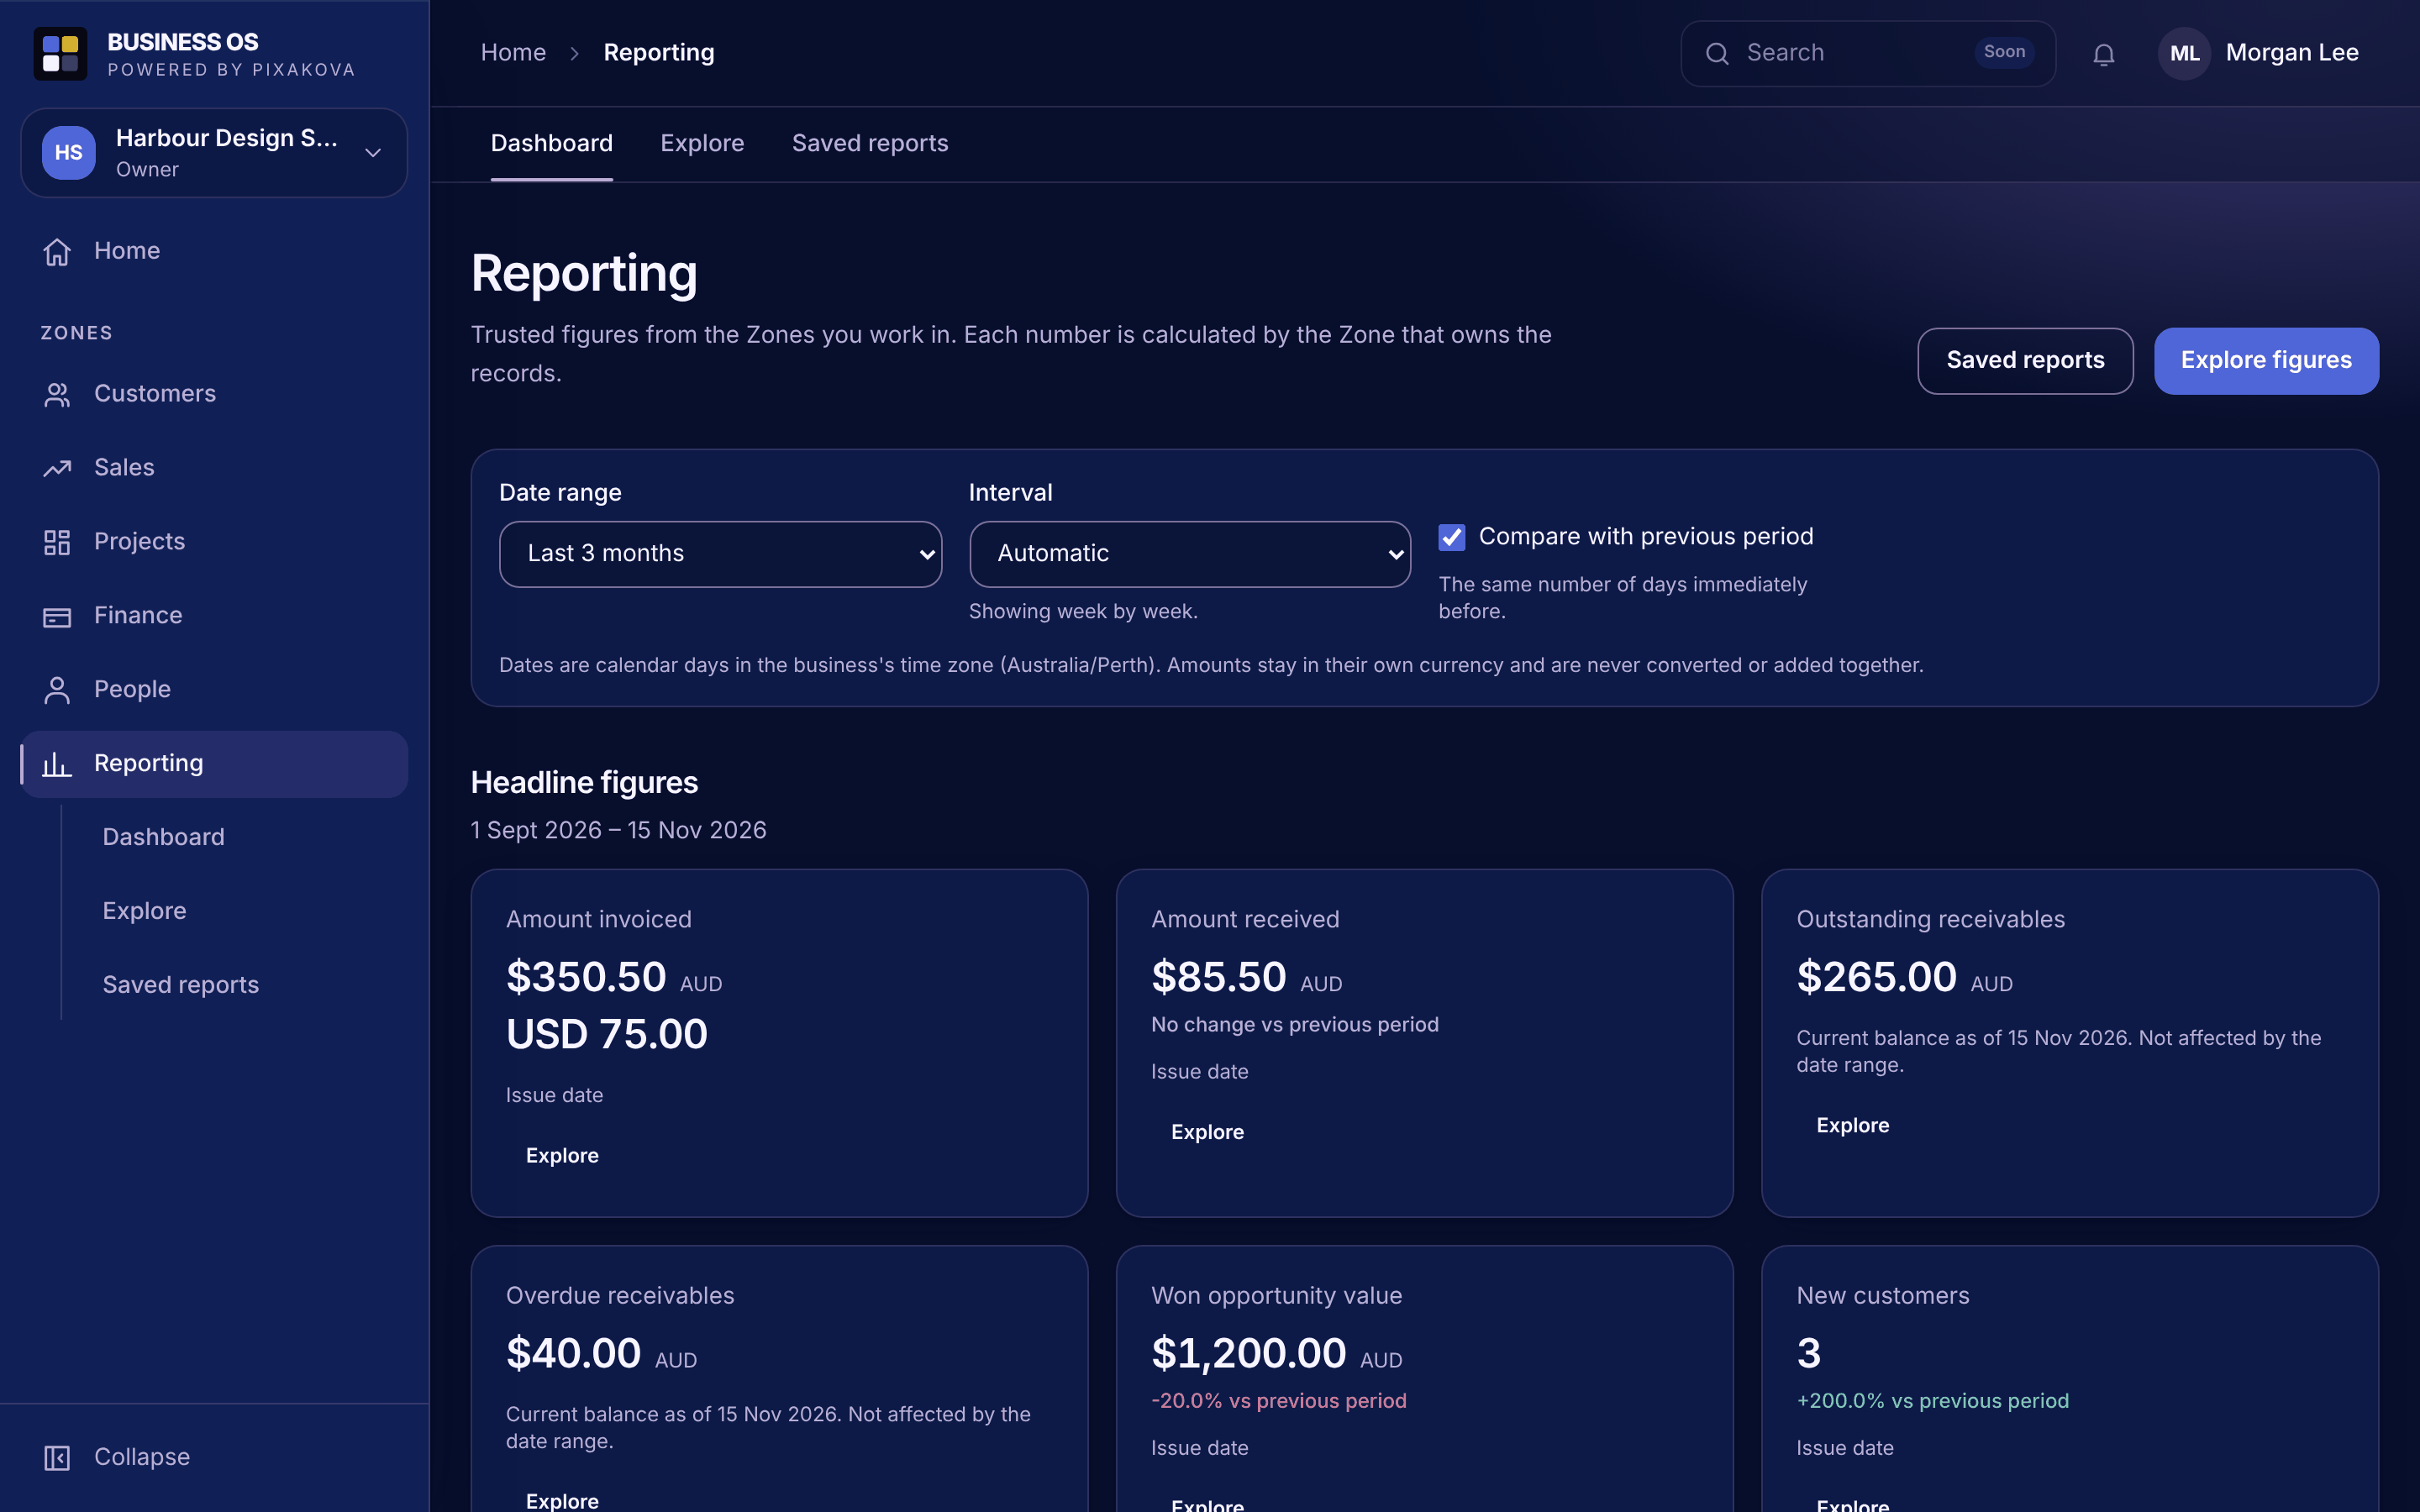 BUSINESS OS
POWERED BY PIXAKOVA
HS
Harbour Design S...
Owner
Home
ZONES
Customers
Sales
Projects
Finance
People
Reporting
Dashboard
Explore
Saved reports
Collapse
Home > Reporting
Search
Soon
ML
Morgan Lee
Dashboard
Explore
Saved reports
Reporting
Trusted figures from the Zones you work in. Each number is calculated by the Zone that owns the
records.
Saved reports
Explore figures
Date range
Last 3 months
Interval
Automatic
Showing week by week.
Compare with previous period
The same number of days immediately
before.
Dates are calendar days in the business's time zone (Australia/Perth). Amounts stay in their own currency and are never converted or added together.
Headline figures
1 Sept 2026 – 15 Nov 2026
Amount invoiced
$350.50 AUD
USD 75.00
Issue date
Explore
Amount received
$85.50 AUD
No change vs previous period
Issue date
Explore
Outstanding receivables
$265.00 AUD
Current balance as of 15 Nov 2026. Not affected by the
date range.
Explore
Overdue receivables
$40.00 AUD
Current balance as of 15 Nov 2026. Not affected by the
date range.
Explore
Won opportunity value
$1,200.00 AUD
-20.0% vs previous period
Issue date
Explore
New customers
3
+200.0% vs previous period
Issue date
Explore